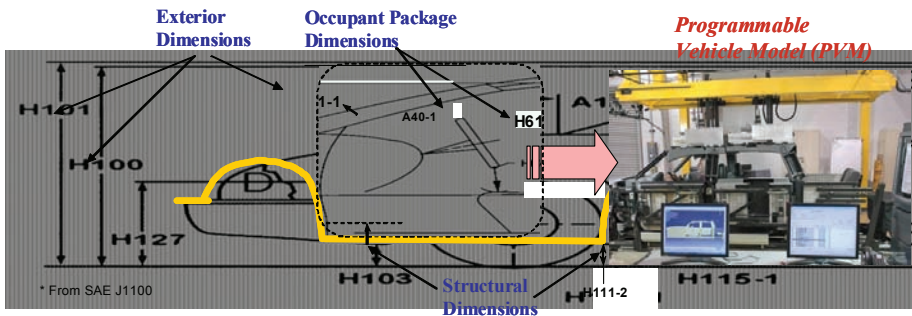 Exterior
Dimensions
Occupant Package
Dimensions
Programmable
Vehicle Model (PVM)
H101
H100
H127
1-1
A40-1
H61
A1
D
H103
Structural
Dimensions
H111-2
H115-1
* From SAE J1100